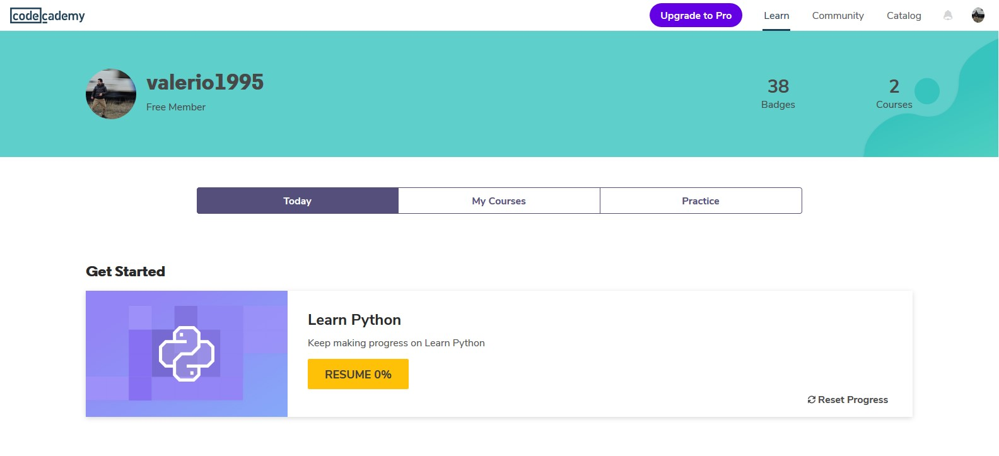 codecademy
Upgrade to Pro
Learn
Community
Catalog
valerio1995
Free Member
38
Badges
2
Courses
Today
My Courses
Practice
Get Started
Learn Python
Keep making progress on Learn Python
RESUME 0%
Reset Progress